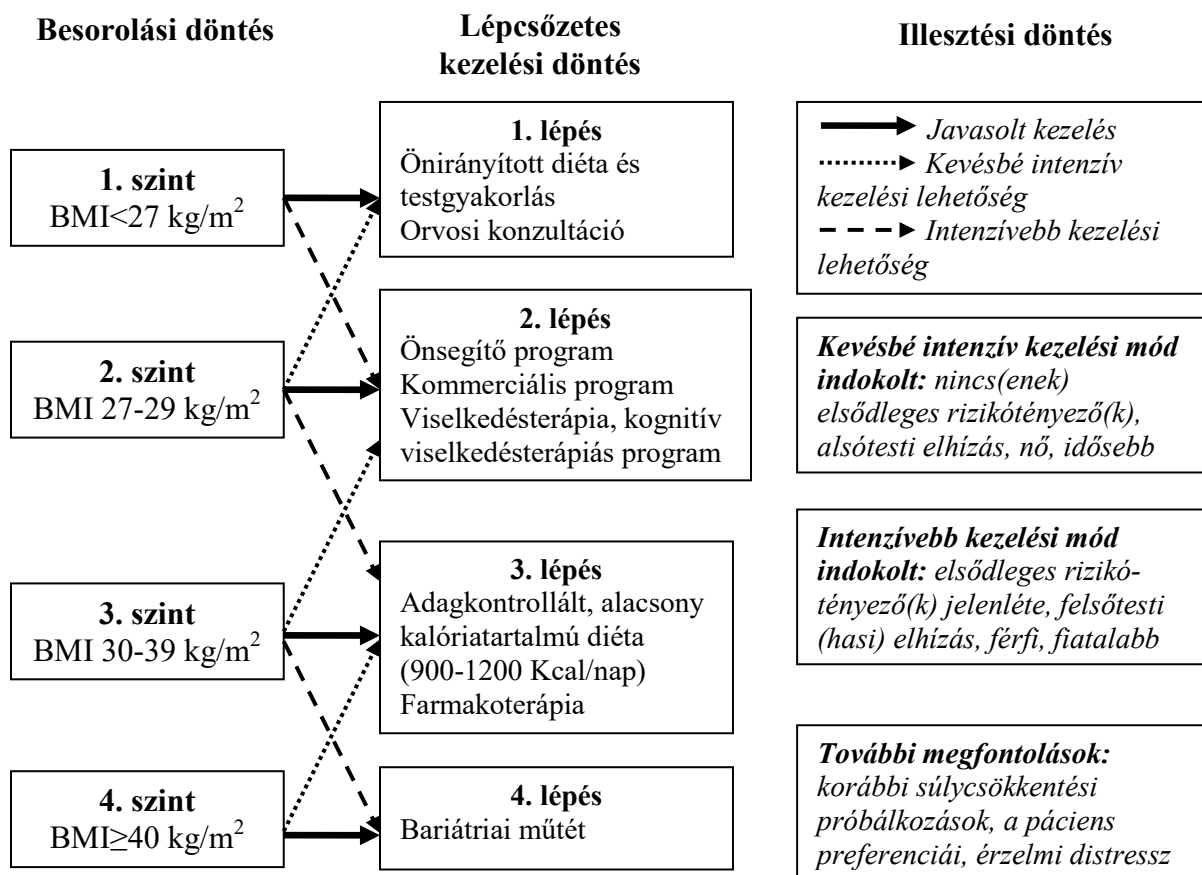 Besorolási döntés
Lépcsőzetes
kezelési döntés
Illesztési döntés
1. szint
BMI<27 kg/m²
2. szint
BMI 27-29 kg/m²
3. szint
BMI 30-39 kg/m²
4. szint
BMI≥40 kg/m²
1. lépés
Önirányított diéta és
testgyakorlás
Orvosi konzultáció
2. lépés
Önsegítő program
Kommerciális program
Viselkedésterápia, kognitív
viselkedésterápiás program
3. lépés
Adagkontrollált, alacsony
kalóriatartalmú diéta
(900-1200 Kcal/nap)
Farmakoterápia
4. lépés
Bariátriai műtét
Javasolt kezelés
Kevésbé intenzív
kezelési lehetőség
Intenzívebb kezelési
lehetőség
Kevésbé intenzív kezelési mód
indokolt: nincs(enek)
elsődleges rizikótényező(k),
alsótesti elhízás, nő, idősebb
Intenzívebb kezelési mód
indokolt: elsődleges rizikó-
tényező(k) jelenléte, felsőtesti
(hasi) elhízás, férfi, fiatalabb
További megfontolások:
korábbi súlycsökkentési
próbálkozások, a páciens
preferenciái, érzelmi distressz